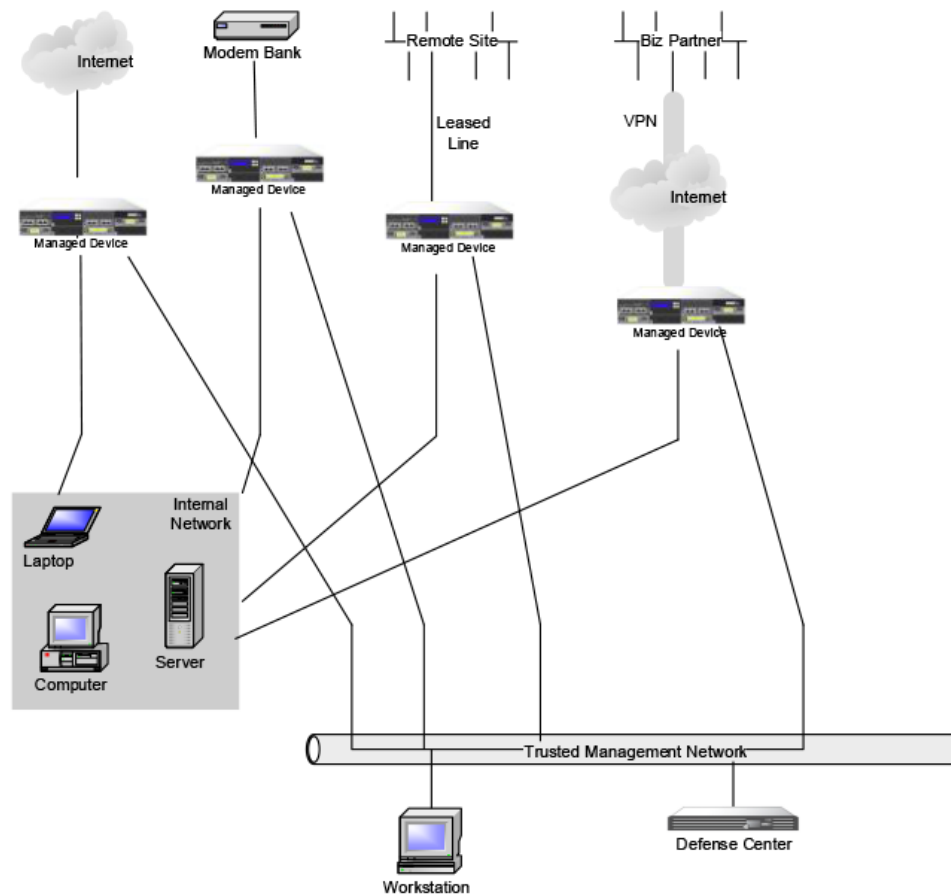 Internet
Modem Bank
Remote Site
Biz Partner
Leased
Line
VPN
Internet
Managed Device
Managed Device
Managed Device
Managed Device
Internal
Network
Laptop
Server
Computer
Trusted Management Network
Workstation
Defense Center